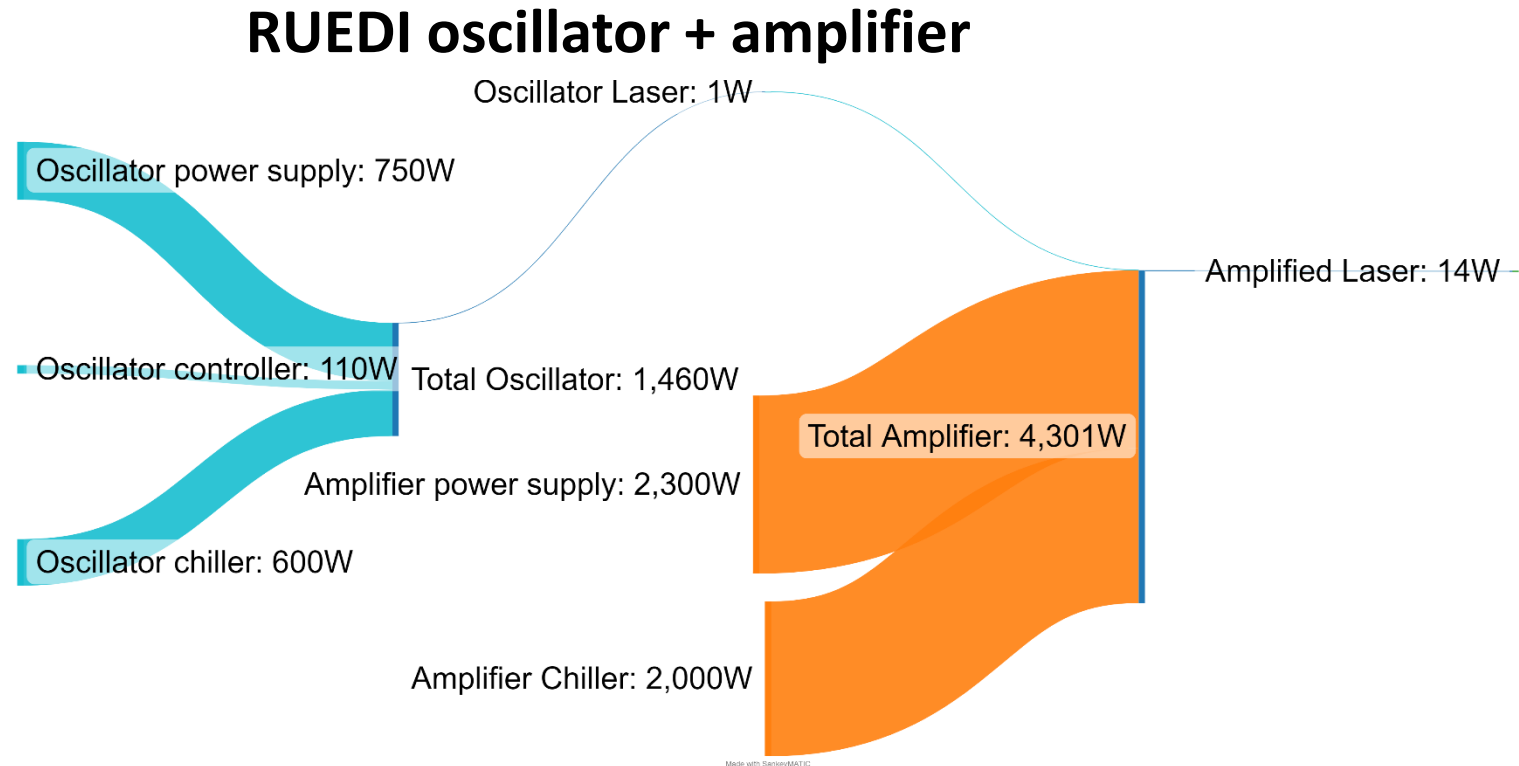 RUEDI oscillator + amplifier
Oscillator Laser: 1W
Oscillator power supply: 750W
Amplified Laser: 14W
Oscillator controller: 110W
Total Oscillator: 1,460W
Total Amplifier: 4,301W
Amplifier power supply: 2,300W
Oscillator chiller: 600W
Amplifier Chiller: 2,000W
Made with SankeyMATIC